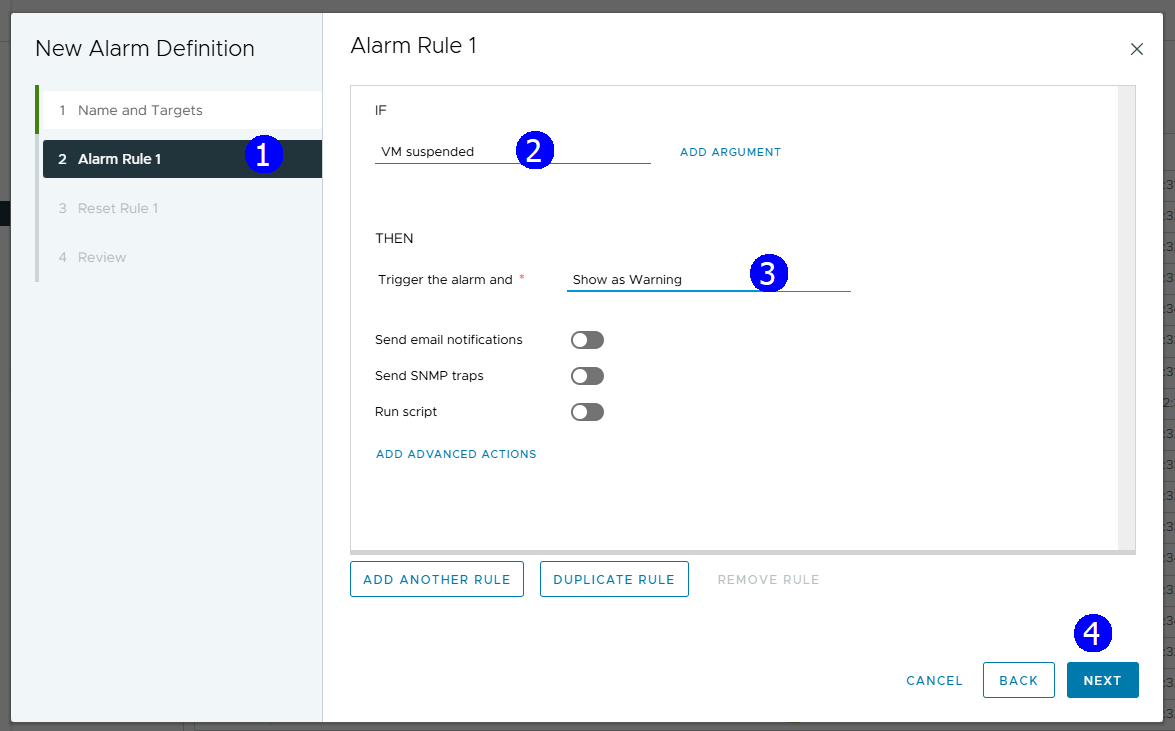 New Alarm Definition
1 Name and Targets
2 Alarm Rule 1
1
3 Reset Rule 1
4 Review
Alarm Rule 1
IF
VM suspended
2
ADD ARGUMENT
THEN
Trigger the alarm and *
Show as Warning
3
Send email notifications
Send SNMP traps
Run script
ADD ADVANCED ACTIONS
ADD ANOTHER RULE
DUPLICATE RULE
REMOVE RULE
4
CANCEL
BACK
NEXT